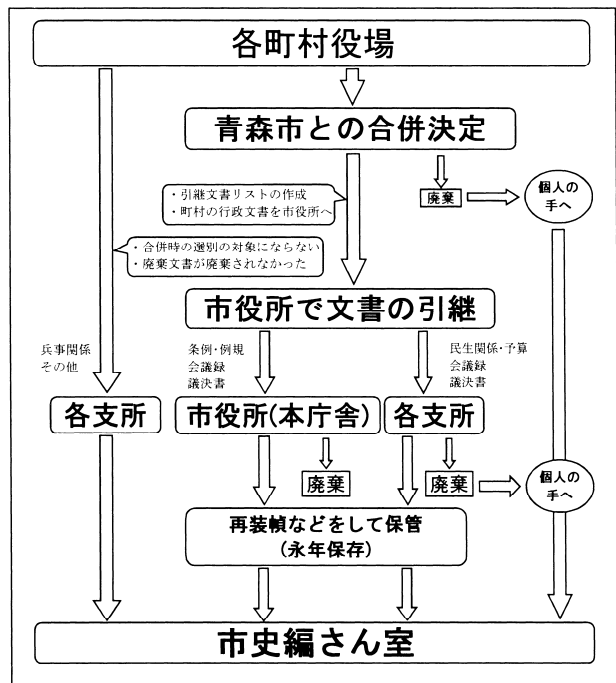 各町村役場
青森市との合併決定
廃棄
個人の
手へ
・引継文書リストの作成
・町村の行政文書を市役所へ
・合併時の選別の対象にならない
・廃棄文書が廃棄されなかった
市役所で文書の引継
兵事関係
その他
条例・例規
会議録
議決書
民生関係・予算
会議録
議決書
各支所
市役所(本庁舎)
各支所
廃棄
廃棄
個人の
手へ
再装幀などをして保管
(永年保存)
市史編さん室